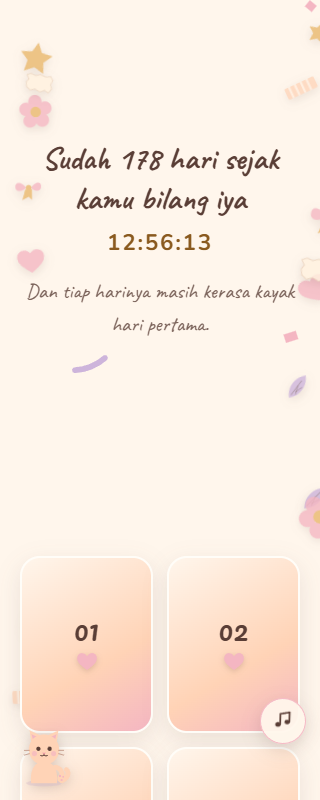 Sudah 178 hari sejak
kamu bilang iya
12:56:13
Dan tiap harinya masih kerasa kayak
hari pertama.
01
02